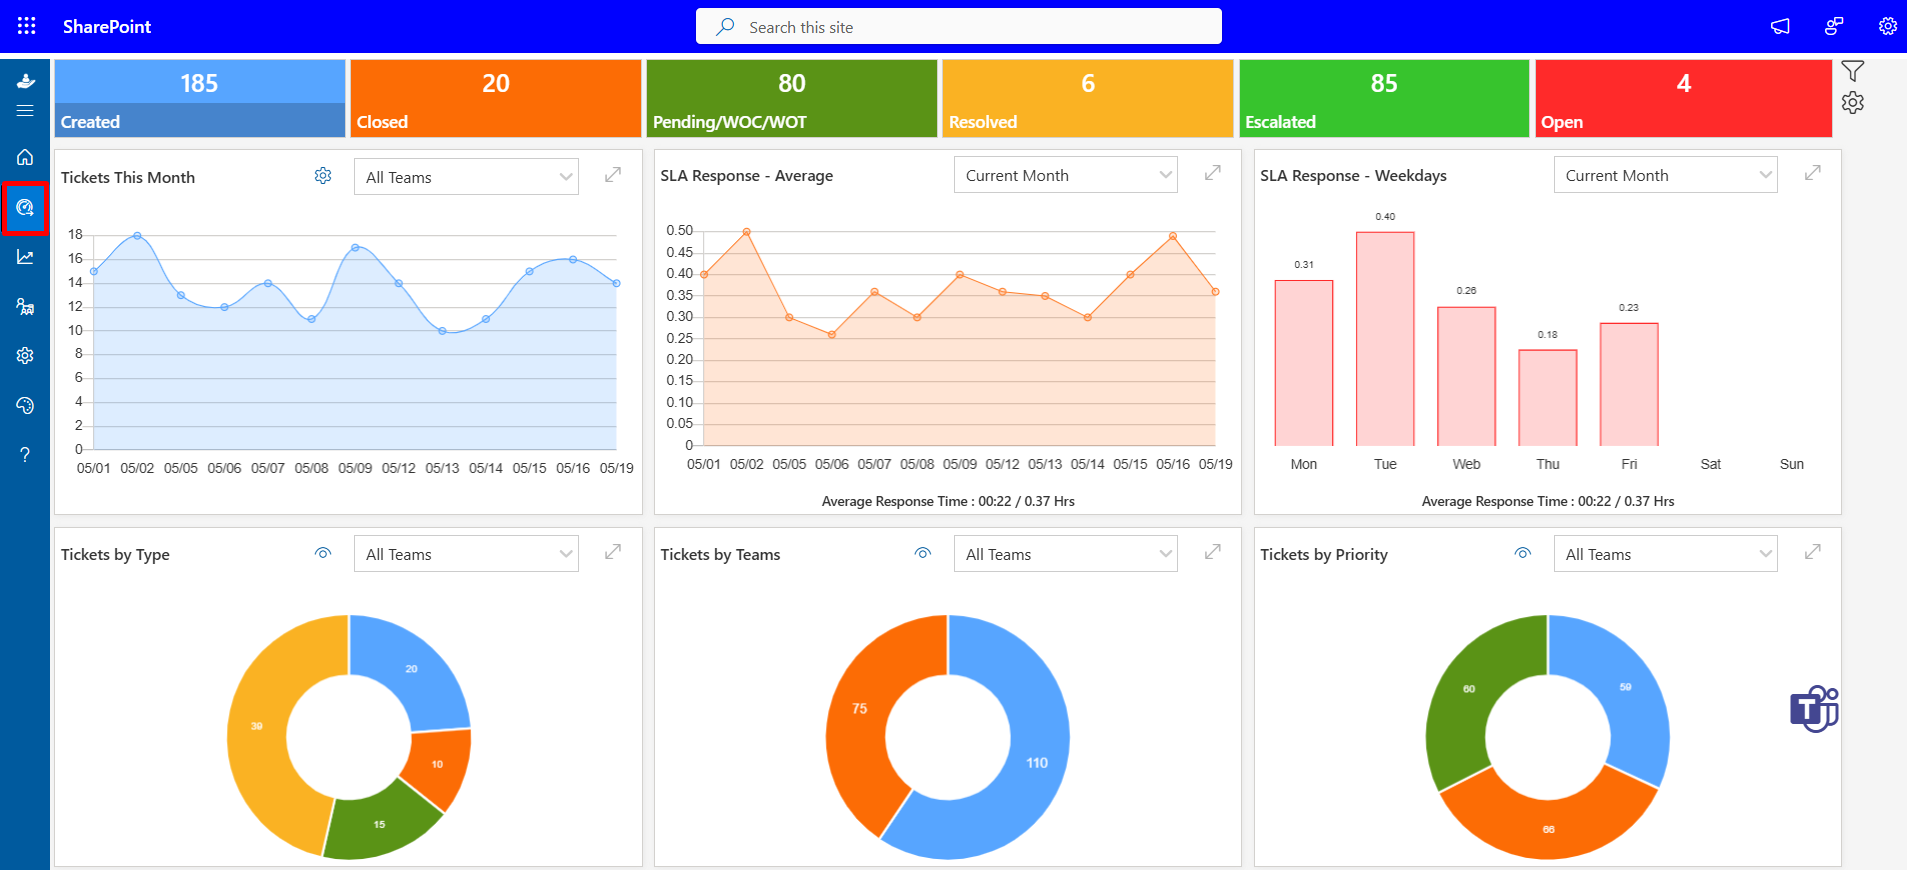 SharePoint
Search this site
185
Created
20
Closed
80
Pending/WOC/WOT
6
Resolved
85
Escalated
4
Open
Tickets This Month
All Teams
18
16
14
12
10
8
6
4
2
0
05/01 05/02 05/05 05/06 05/07 05/08 05/09 05/12 05/13 05/14 05/15 05/16 05/19
SLA Response - Average
Current Month
0.50
0.45
0.40
0.35
0.30
0.25
0.20
0.15
0.10
0.05
0
05/01 05/02 05/05 05/06 05/07 05/08 05/09 05/12 05/13 05/14 05/15 05/16 05/19
Average Response Time : 00:22 / 0.37 Hrs
SLA Response - Weekdays
Current Month
0.31
0.40
0.26
0.18
0.23
Mon Tue Web Thu Fri Sat Sun
Average Response Time : 00:22 / 0.37 Hrs
Tickets by Type
All Teams
20
39
10
15
Tickets by Teams
All Teams
75
110
Tickets by Priority
All Teams
60
59
66
T
?